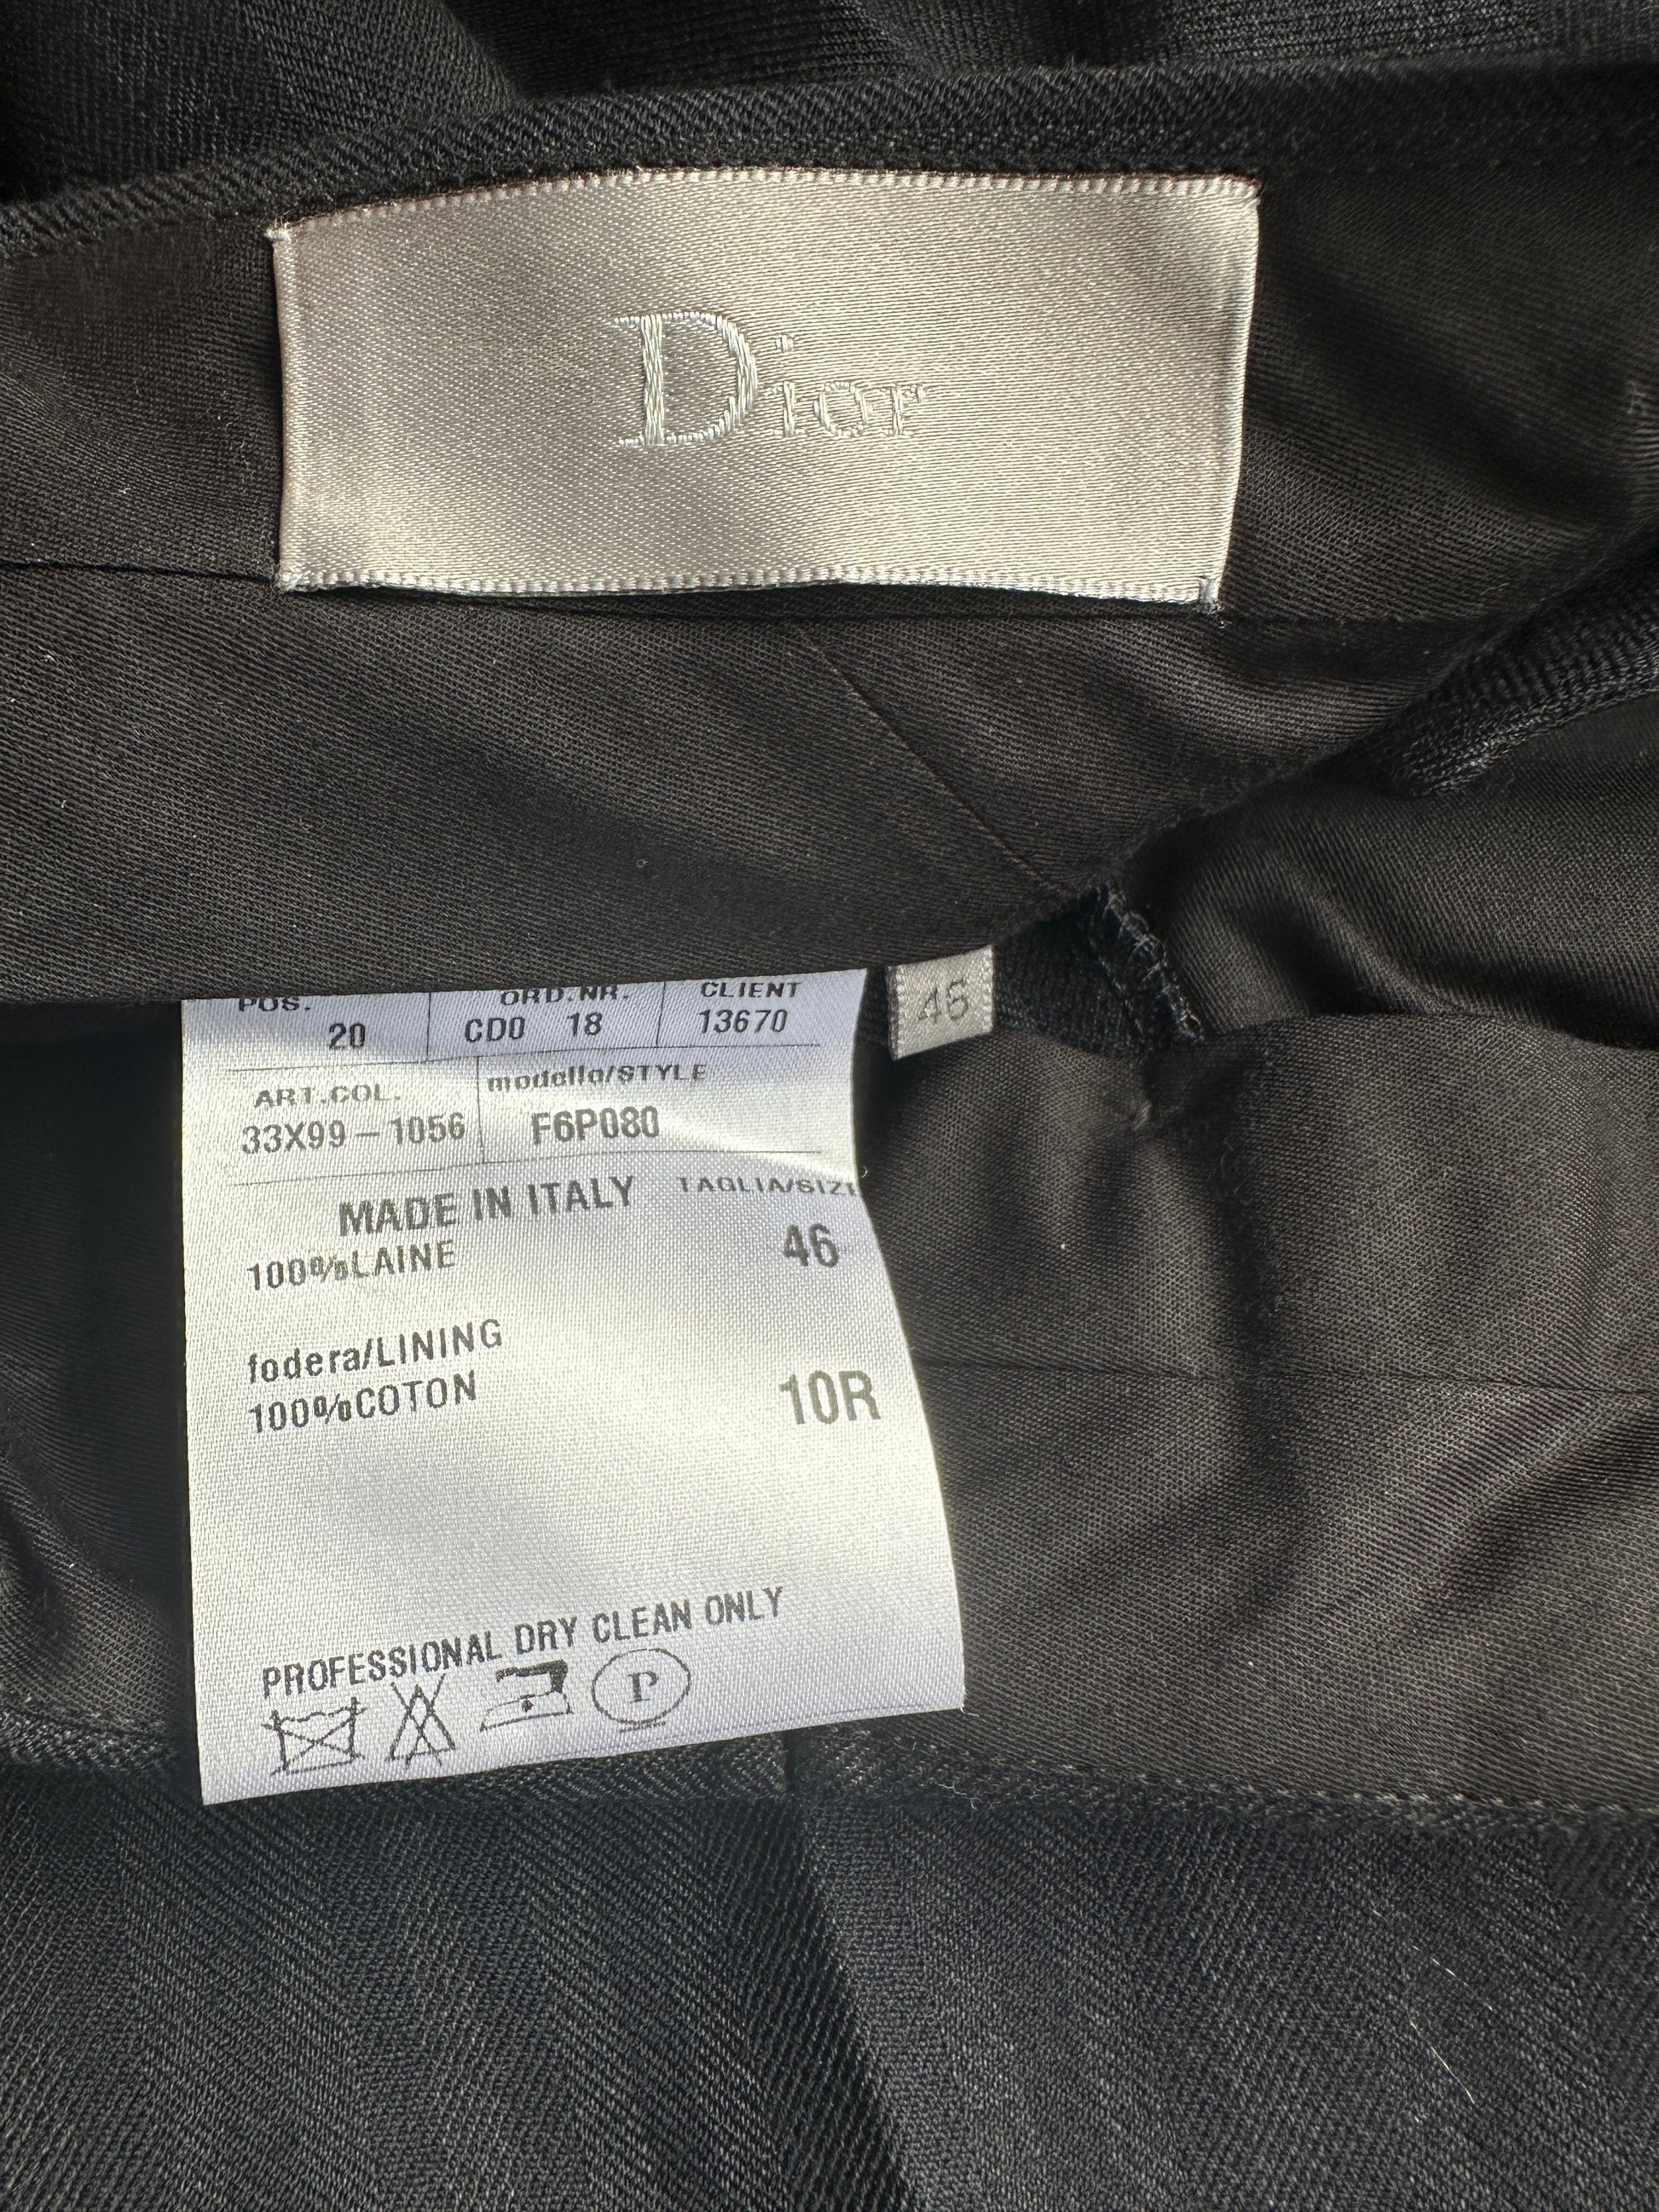 Dior
46
POS. ORD.NR. CLIENT
20 CD0 18 13670
ART.COL. modello/STYLE
33X99-1056 F6P080
MADE IN ITALY TAGLIA/SIZE
100%LAINE 46
fodera/LINING
100%COTON 10R
PROFESSIONAL DRY CLEAN ONLY
P